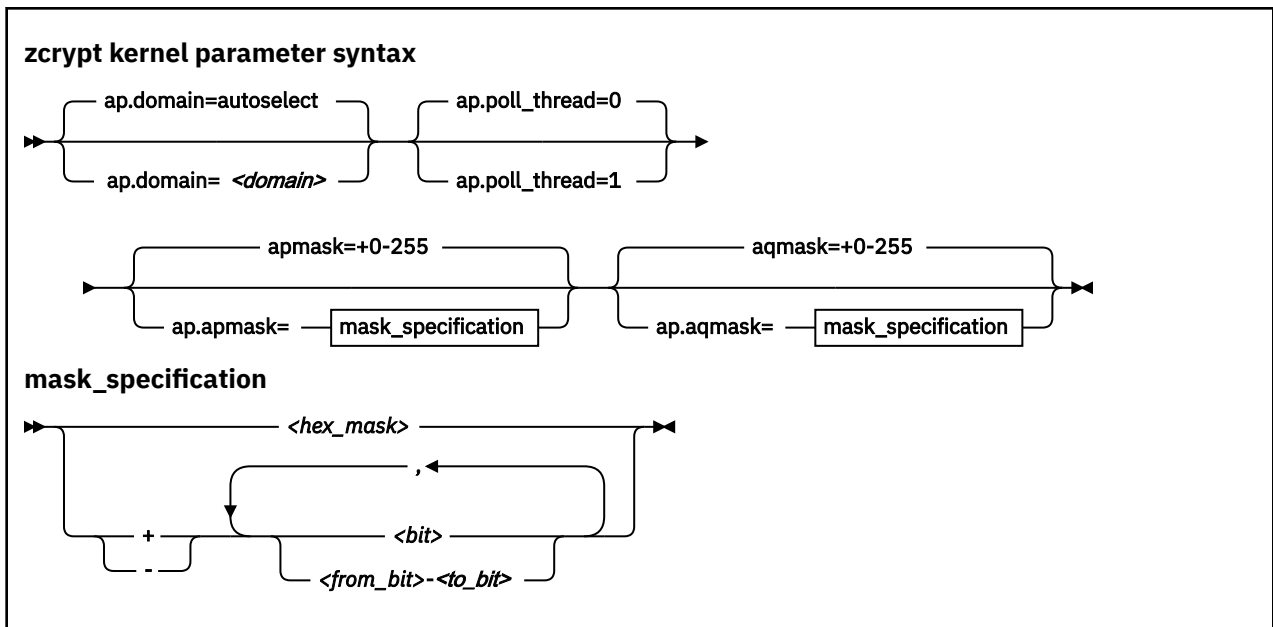 zcrypt kernel parameter syntax
ap.domain=autoselect ap.poll_thread=0
ap.domain= <domain> ap.poll_thread=1
apmask=+0-255 aqmask=+0-255
ap.apmask= mask_specification ap.aqmask= mask_specification
mask_specification
<hex_mask>
,
+ <bit>
-
<from_bit>-<to_bit>